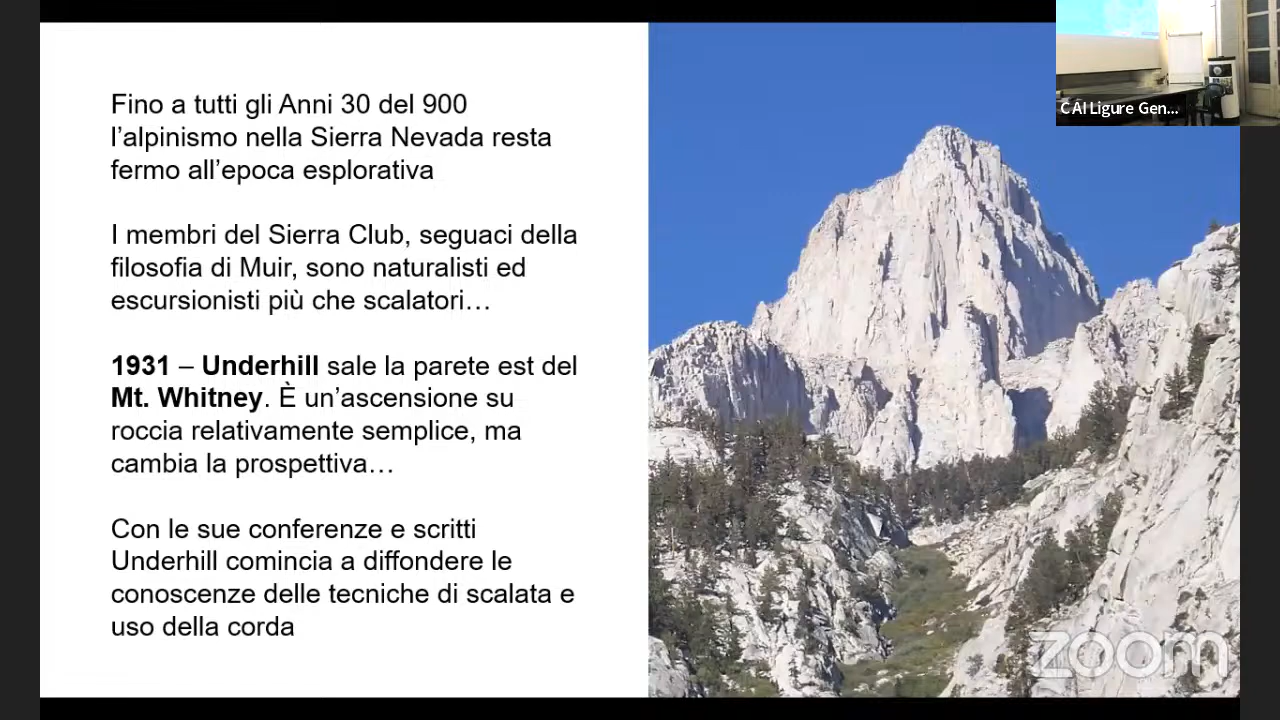 Fino a tutti gli Anni 30 del 900
l’alpinismo nella Sierra Nevada resta
fermo all’epoca esplorativa
I membri del Sierra Club, seguaci della
filosofia di Muir, sono naturalisti ed
escursionisti più che scalatori…
1931 – Underhill sale la parete est del
Mt. Whitney. È un’ascensione su
roccia relativamente semplice, ma
cambia la prospettiva…
Con le sue conferenze e scritti
Underhill comincia a diffondere le
conoscenze delle tecniche di scalata e
uso della corda
CAI Ligure Gen...
zoom